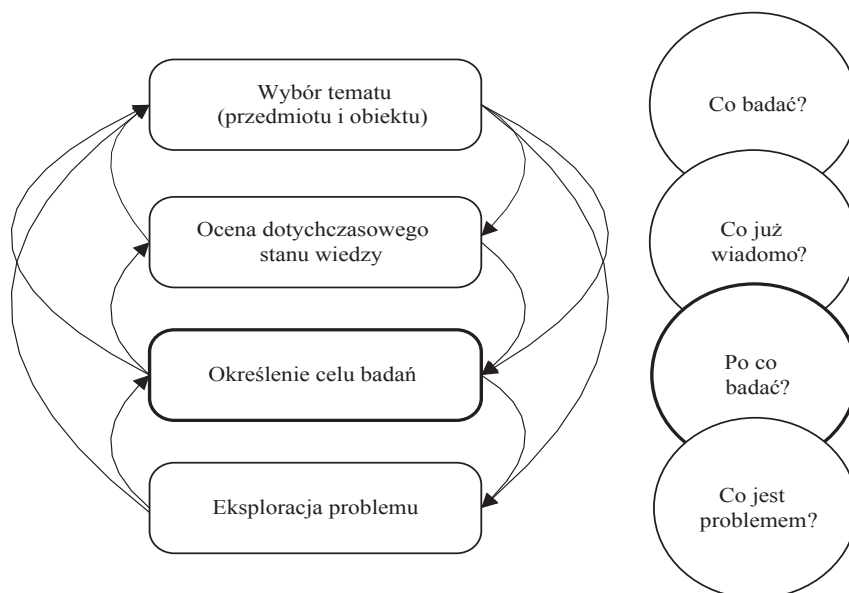 Wybór tematu
(przedmiotu i obiektu)
Co badać?
Ocena dotychczasowego
stanu wiedzy
Co już
wiadomo?
Określenie celu badań
Po co
badać?
Eksploracja problemu
Co jest
problemem?